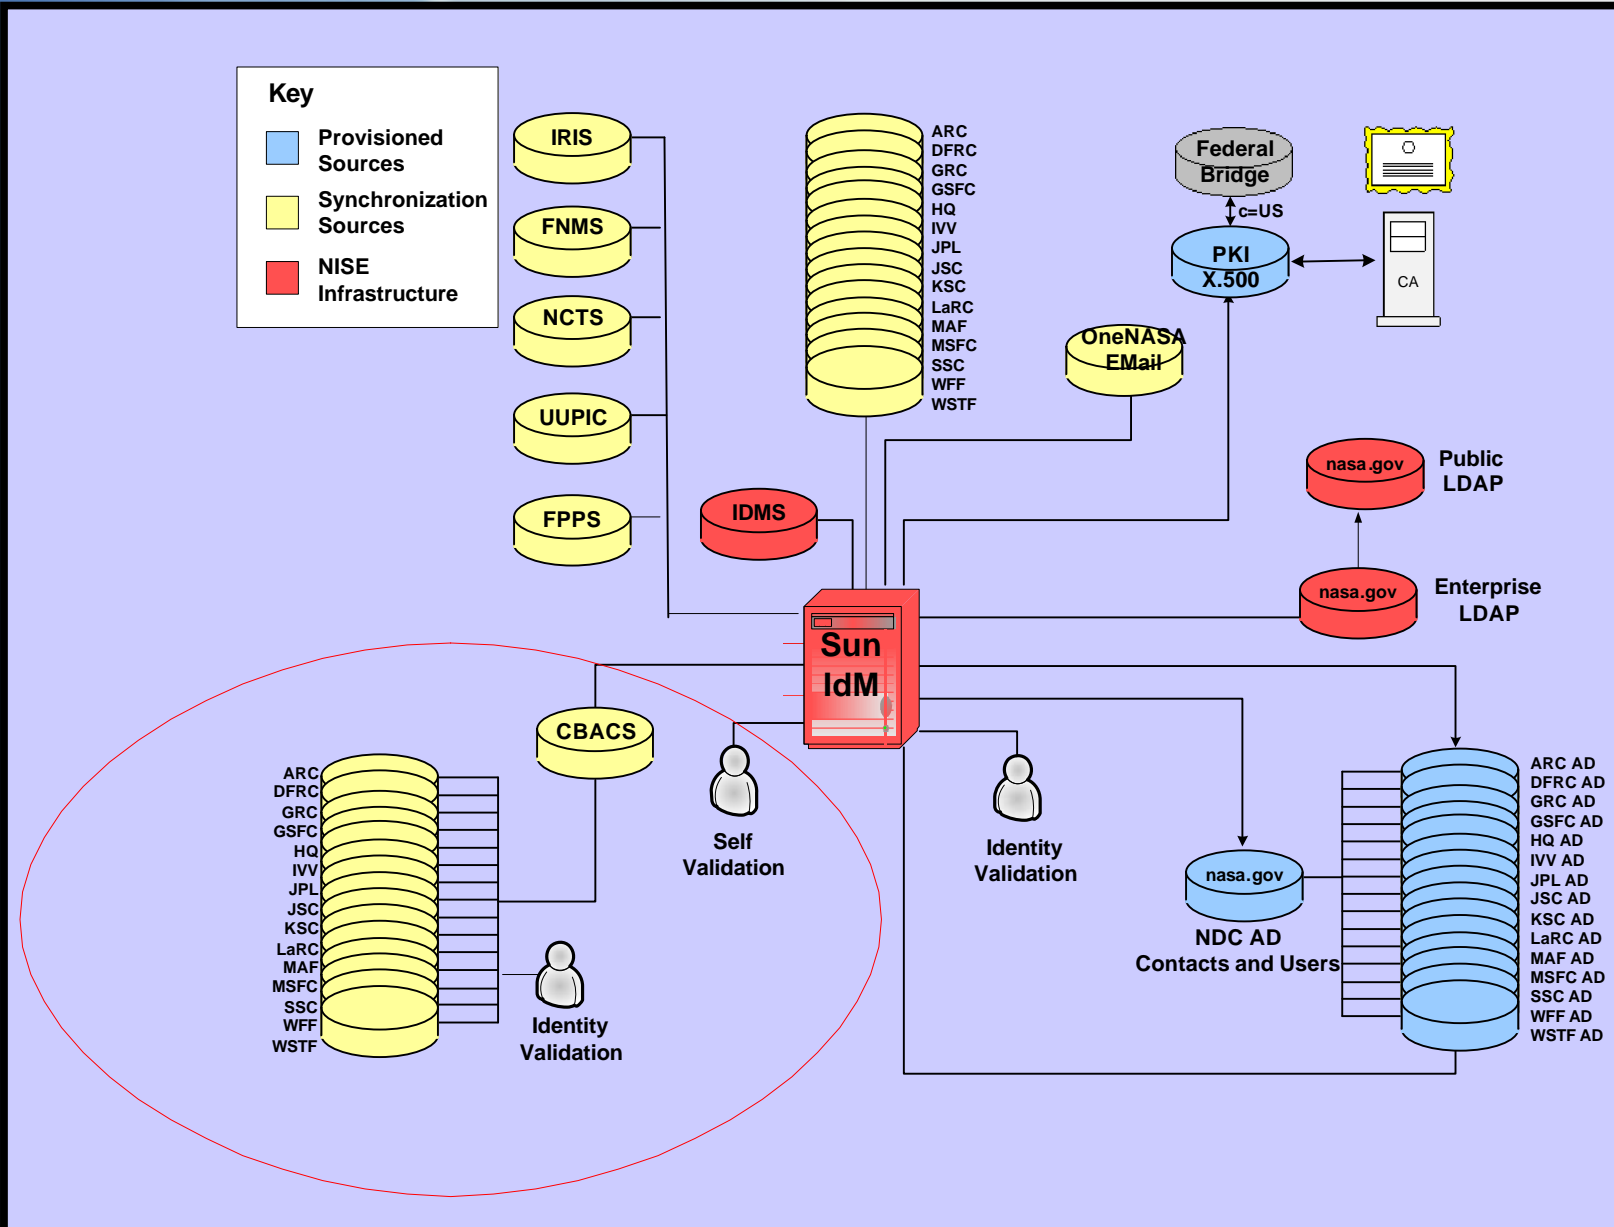 Key
Provisioned
Sources
Synchronization
Sources
NISE
Infrastructure
IRIS
FNMS
NCTS
UUPIC
FPPS
ARC
DFRC
GRC
GSFC
HQ
IVV
JPL
JSC
KSC
LaRC
MAF
MSFC
SSC
WFF
WSTF
Federal
Bridge
c=US
PKI
X.500
CA
OneNASA
EMail
IDMS
nasa.gov
Public
LDAP
nasa.gov
Enterprise
LDAP
Sun
IdM
CBACS
Self
Validation
Identity
Validation
ARC
DFRC
GRC
GSFC
HQ
IVV
JPL
JSC
KSC
LaRC
MAF
MSFC
SSC
WFF
WSTF
Identity
Validation
nasa.gov
NDC AD
Contacts and Users
ARC AD
DFRC AD
GRC AD
GSFC AD
HQ AD
IVV AD
JPL AD
JSC AD
KSC AD
LaRC AD
MAF AD
MSFC AD
SSC AD
WFF AD
WSTF AD